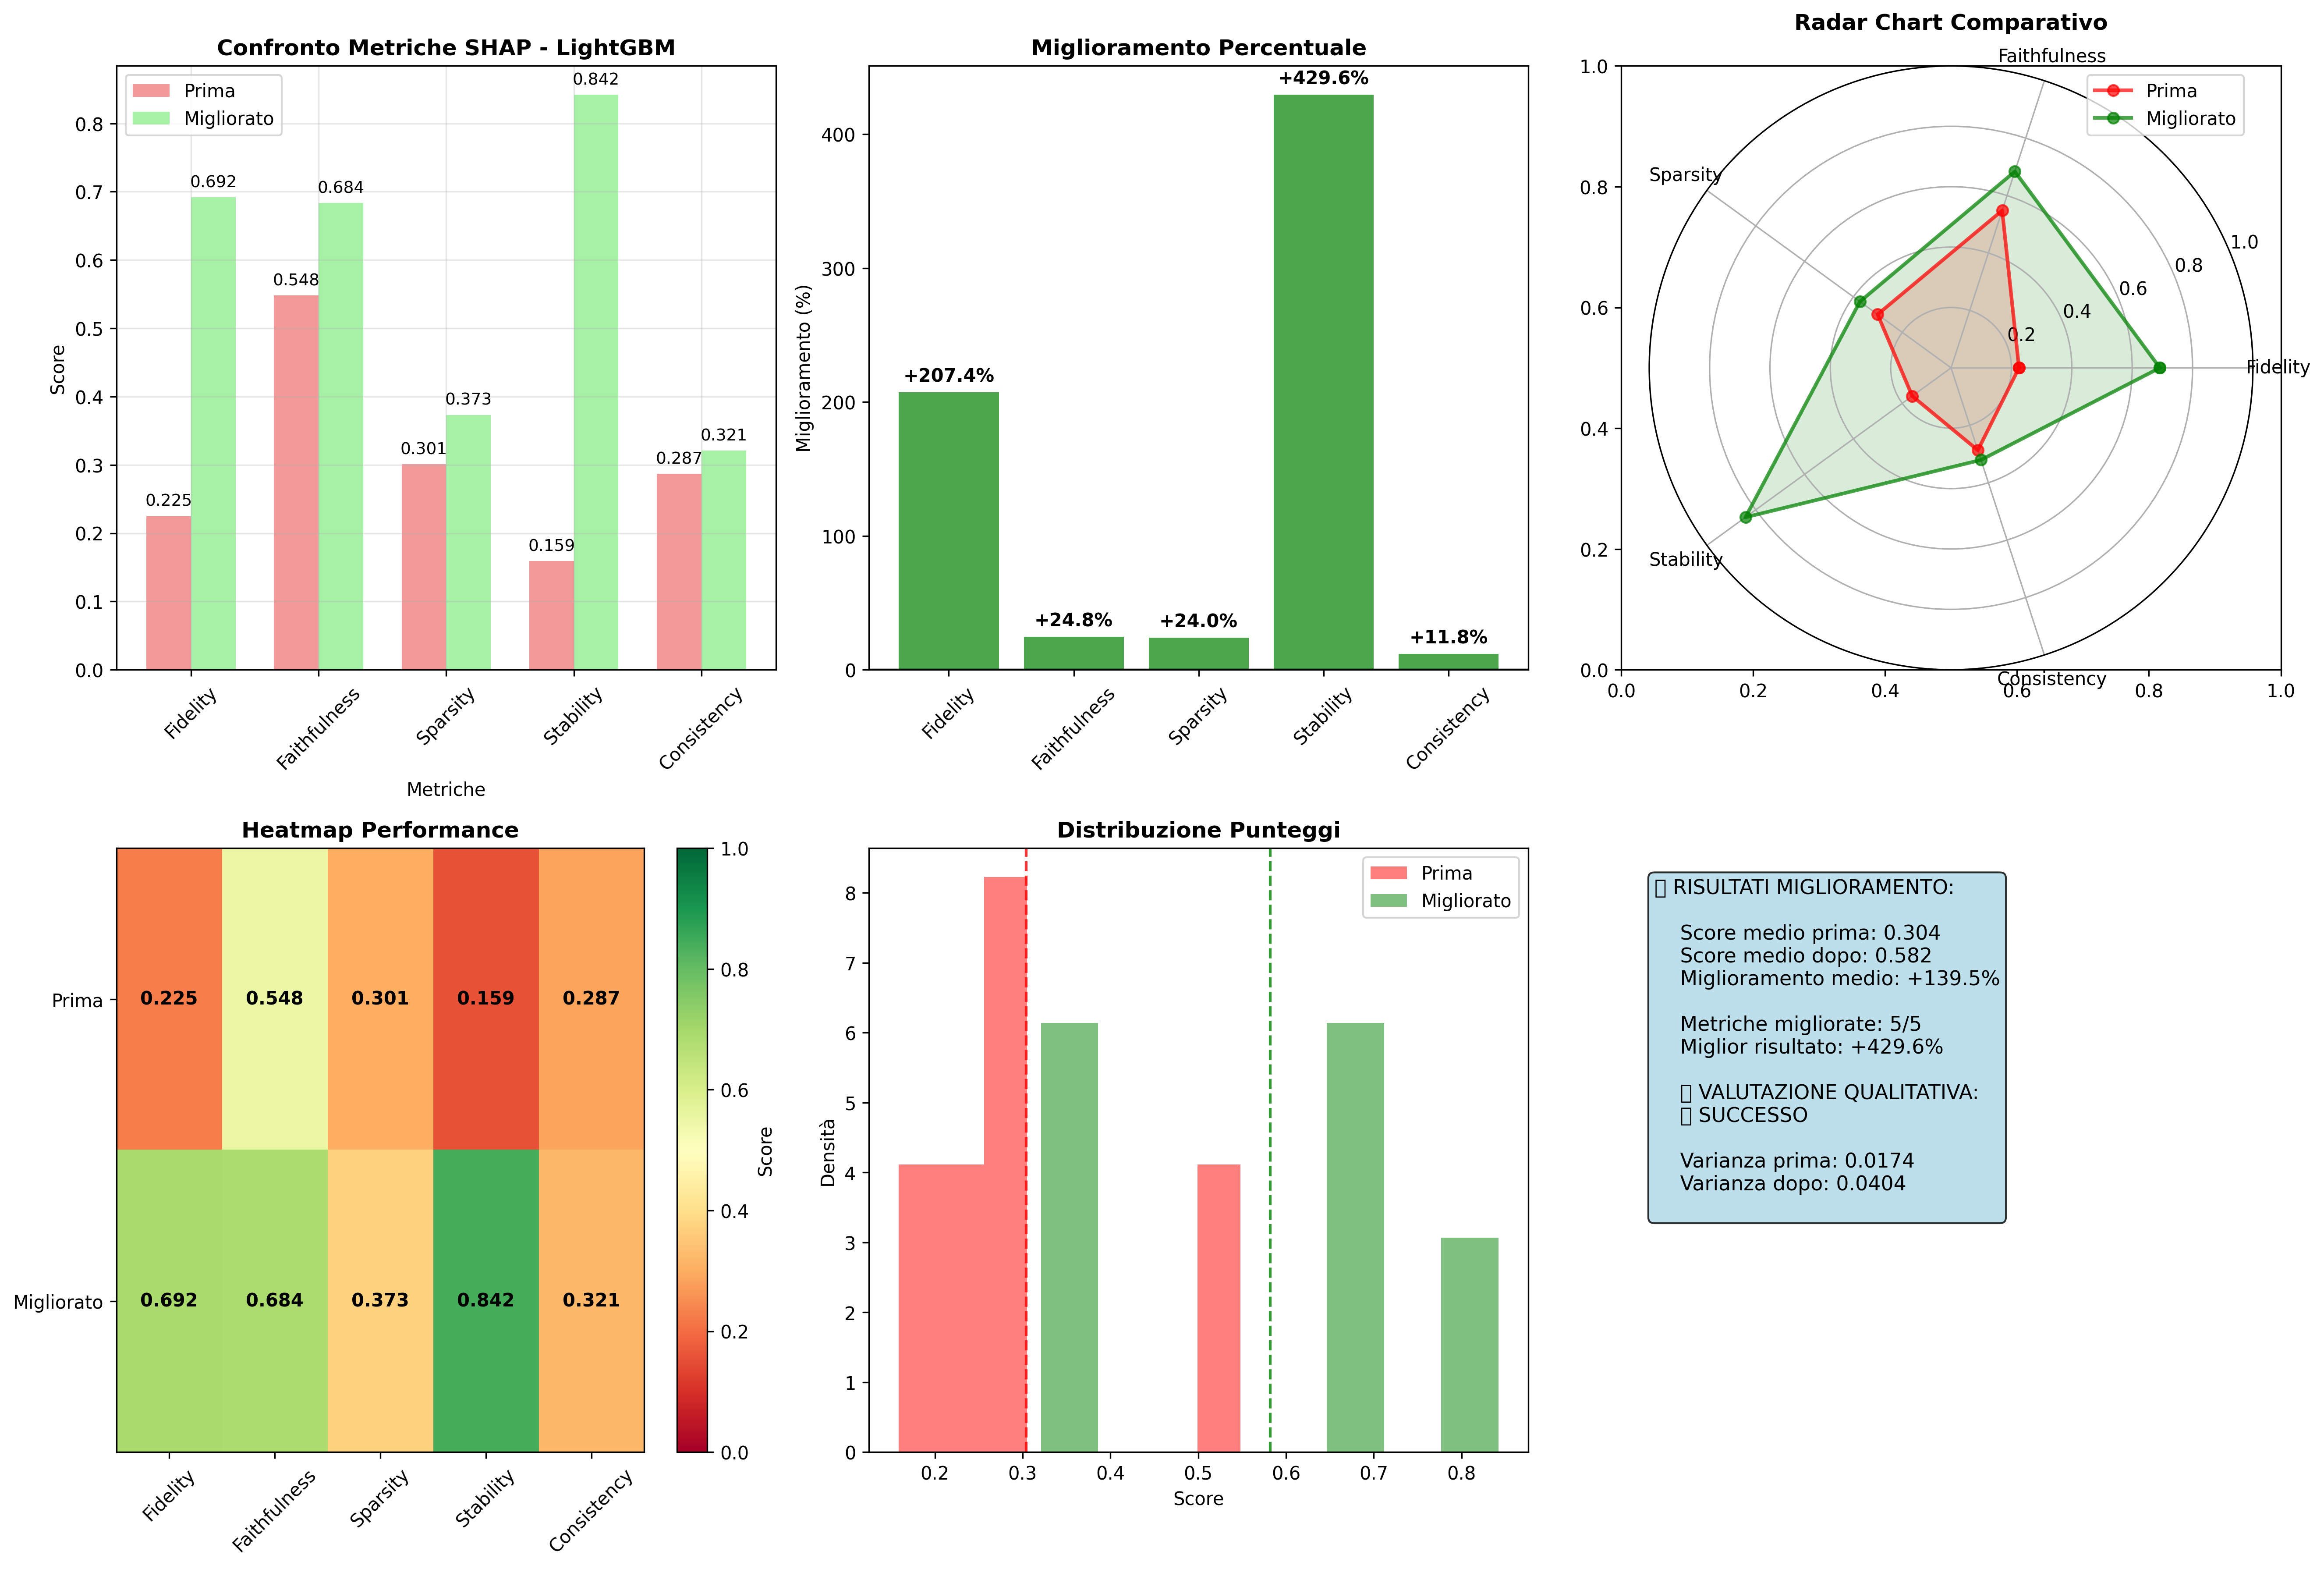 Confronto Metriche SHAP - LightGBM
Prima
Migliorato
Score
0.8
0.7
0.6
0.5
0.4
0.3
0.2
0.1
0.0
0.225
0.692
0.548
0.684
0.301
0.373
0.159
0.842
0.287
0.321
Fidelity
Faithfulness
Sparsity
Stability
Consistency
Metriche
Miglioramento Percentuale
Miglioramento (%)
400
300
200
100
0
+207.4%
+24.8%
+24.0%
+429.6%
+11.8%
Fidelity
Faithfulness
Sparsity
Stability
Consistency
Radar Chart Comparativo
Prima
Migliorato
Faithfulness
Sparsity
Fidelity
Stability
Consistency
0.2
0.4
0.6
0.8
1.0
1.0
0.8
0.6
0.4
0.2
0.0
0.0
0.2
0.4
0.6
0.8
1.0
Heatmap Performance
Prima
0.225
0.548
0.301
0.159
0.287
Migliorato
0.692
0.684
0.373
0.842
0.321
Fidelity
Faithfulness
Sparsity
Stability
Consistency
1.0
0.8
0.6
0.4
0.2
0.0
Score
Distribuzione Punteggi
Prima
Migliorato
Densità
8
7
6
5
4
3
2
1
0
0.2
0.3
0.4
0.5
0.6
0.7
0.8
Score
RISULTATI MIGLIORAMENTO:
Score medio prima: 0.304
Score medio dopo: 0.582
Miglioramento medio: +139.5%
Metriche migliorate: 5/5
Miglior risultato: +429.6%
VALUTAZIONE QUALITATIVA:
SUCCESSO
Varianza prima: 0.0174
Varianza dopo: 0.0404